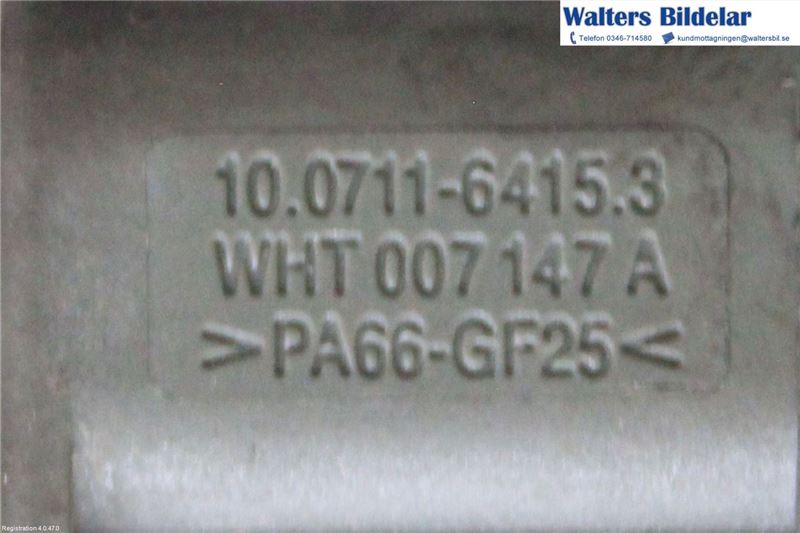 Walters Bildelar
Telefon 0346-714580 kundmottagningen@waltersbil.se
10.0711-6415.3
WHT 007 147 A
>PA66-GF25<
Registration 4.0.47.0